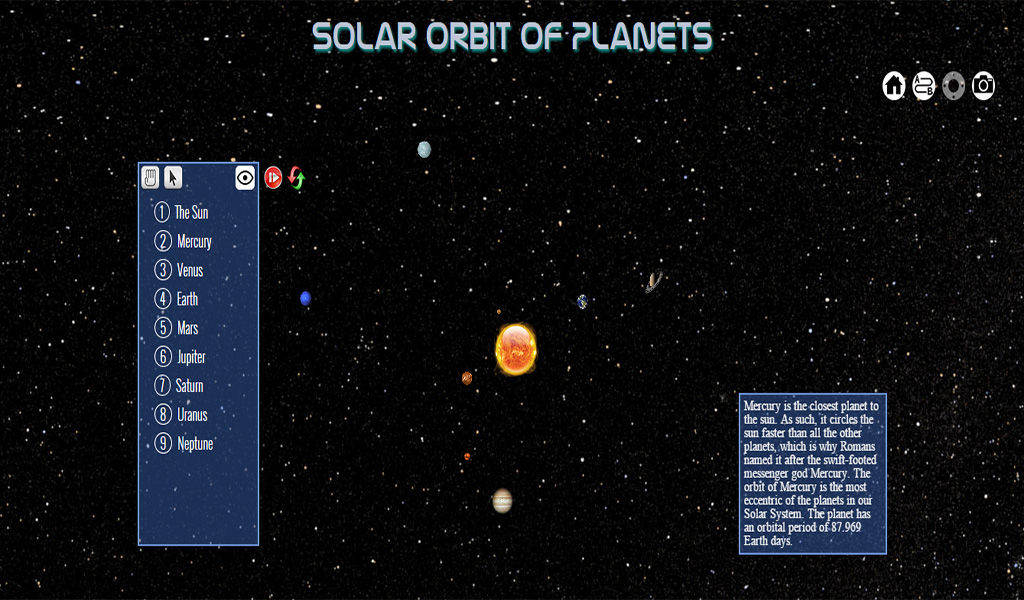 SOLAR ORBIT OF PLANETS
A
B
1 The Sun
2 Mercury
3 Venus
4 Earth
5 Mars
6 Jupiter
7 Saturn
8 Uranus
9 Neptune
Mercury is the closest planet to
the sun. As such, it circles the
sun faster than all the other
planets, which is why Romans
named it after the swift-footed
messenger god Mercury. The
orbit of Mercury is the most
eccentric of the planets in our
Solar System. The planet has
an orbital period of 87.969
Earth days.